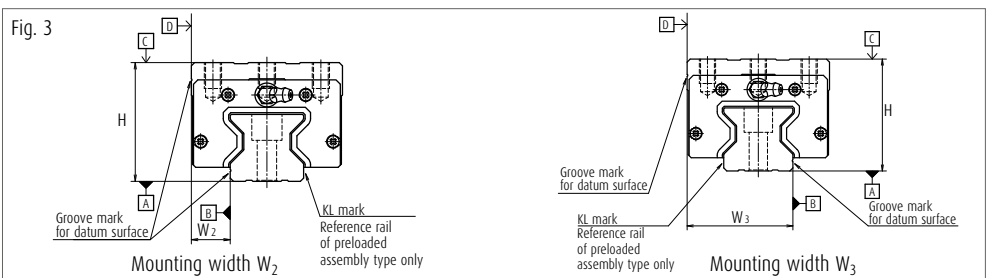 Fig. 3
D
C
H
A
B
W2
Groove mark
for datum surface
KL mark
Reference rail
of preloaded
assembly type only
Mounting width W2
D
C
H
A
B
W3
Groove mark
for datum surface
KL mark
Reference rail
of preloaded
assembly type only
Groove mark
for datum surface
Mounting width W3